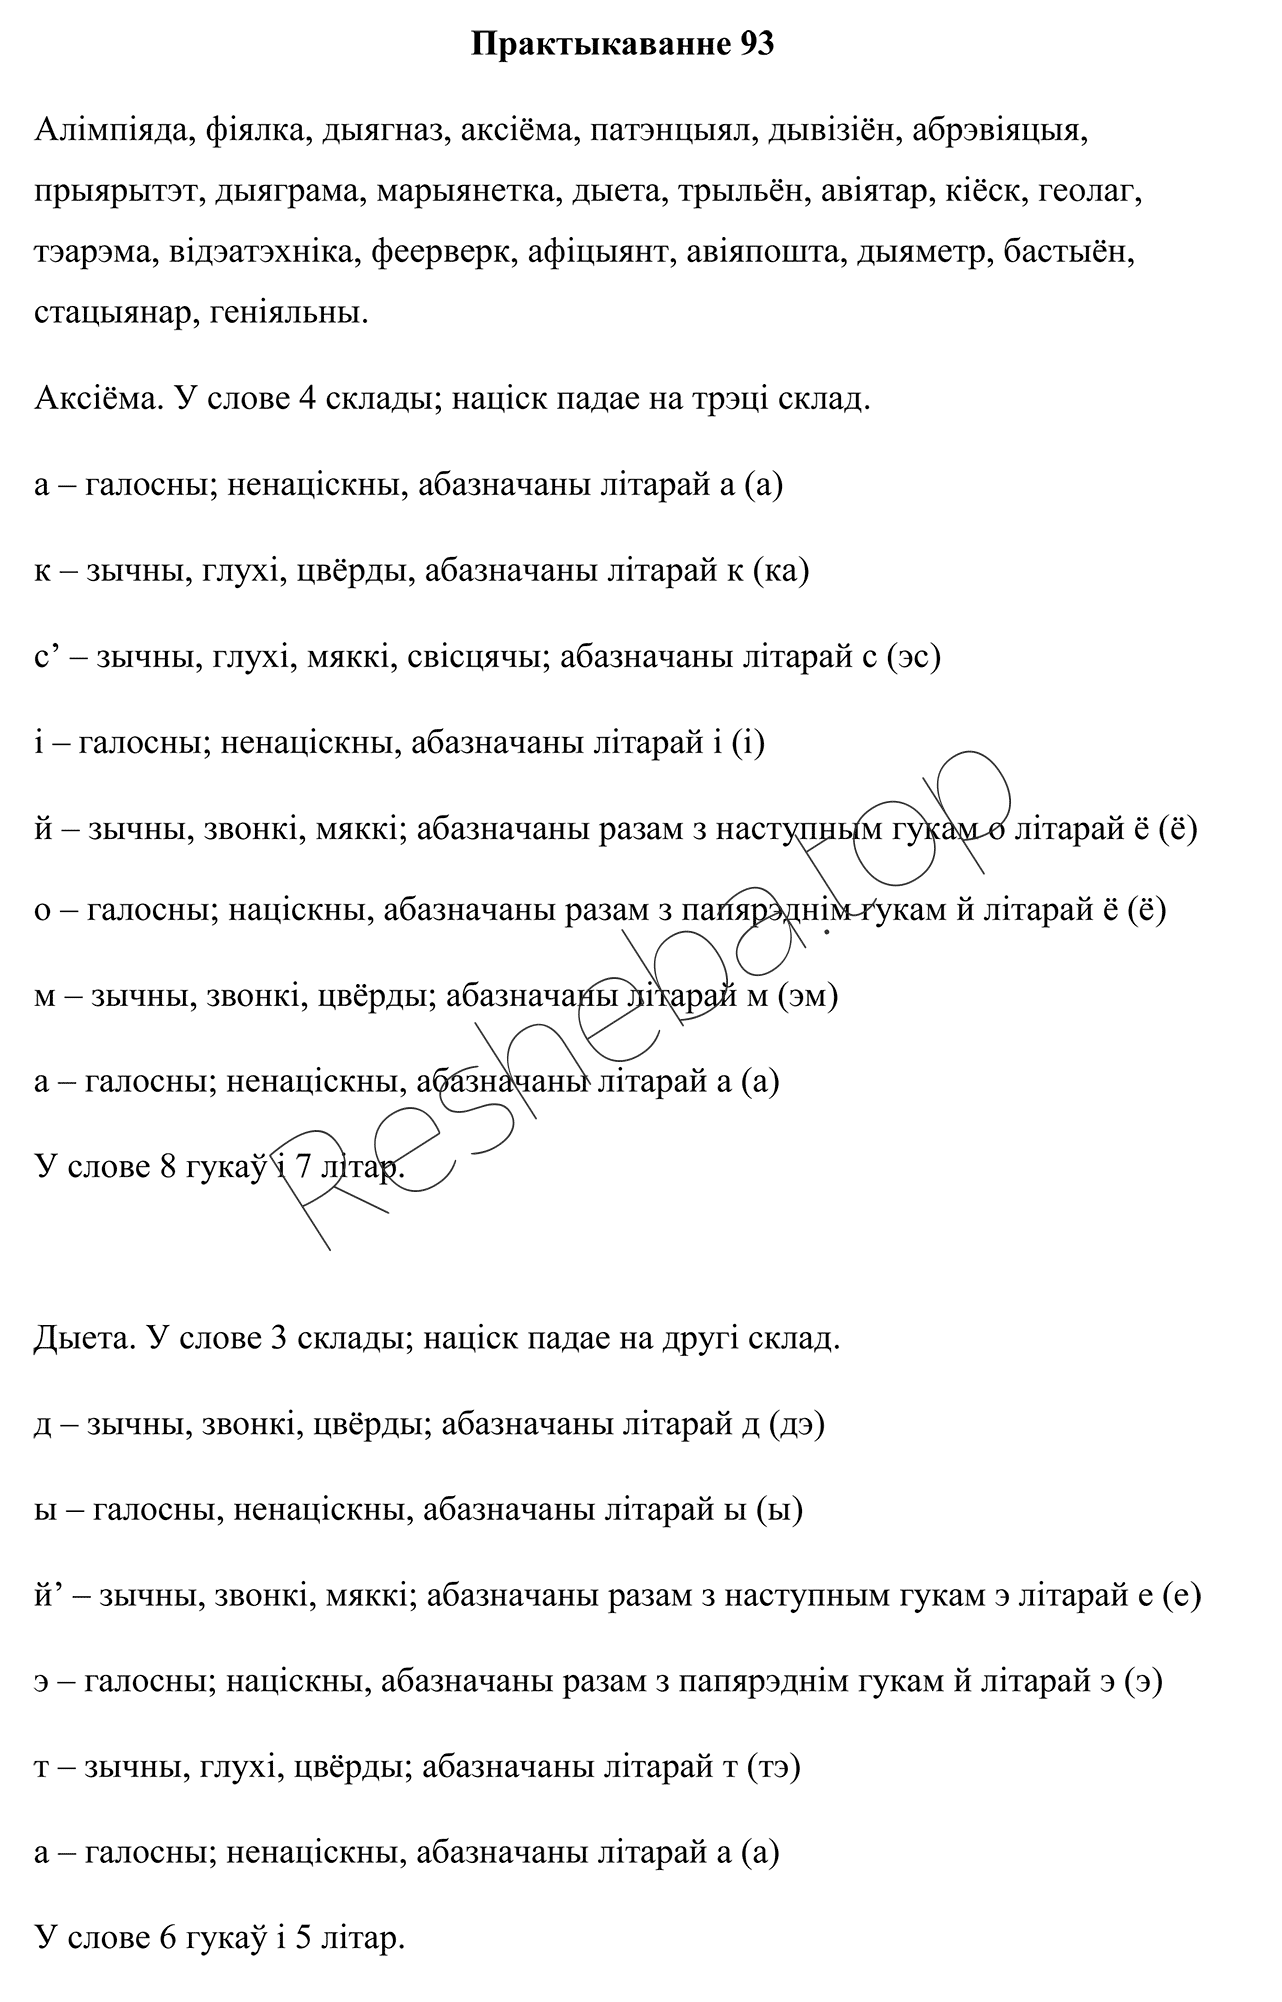 Практыкаванне 93
Алімпіяда, фіялка, дыягназ, аксіёма, патэнцыял, дывізіён, абрэвіяцыя,
прыярытэт, дыяграма, марыянетка, дыета, трыльён, авіятар, кіёск, геолаг,
тэарэма, відэатэхніка, феерверк, афіцыянт, авіяпошта, дыяметр, бастыён,
стацыянар, геніяльны.
Аксіёма. У слове 4 склады; націск падае на трэці склад.
а – галосны; ненаціскны, абазначаны літарай а (а)
к – зычны, глухі, цвёрды, абазначаны літарай к (ка)
с’ – зычны, глухі, мяккі, свісцячы; абазначаны літарай с (эс)
і – галосны; ненаціскны, абазначаны літарай і (і)
й – зычны, звонкі, мяккі; абазначаны разам з наступным гукам о літарай ё (ё)
о – галосны; націскны, абазначаны разам з папярэднім гукам й літарай ё (ё)
м – зычны, звонкі, цвёрды; абазначаны літарай м (эм)
а – галосны; ненаціскны, абазначаны літарай а (а)
У слове 8 гукаў і 7 літар.
Дыета. У слове 3 склады; націск падае на другі склад.
д – зычны, звонкі, цвёрды; абазначаны літарай д (дэ)
ы – галосны, ненаціскны, абазначаны літарай ы (ы)
й’ – зычны, звонкі, мяккі; абазначаны разам з наступным гукам э літарай е (е)
э – галосны; націскны, абазначаны разам з папярэднім гукам й літарай э (э)
т – зычны, глухі, цвёрды; абазначаны літарай т (тэ)
а – галосны; ненаціскны, абазначаны літарай а (а)
У слове 6 гукаў і 5 літар.
Resheba.top